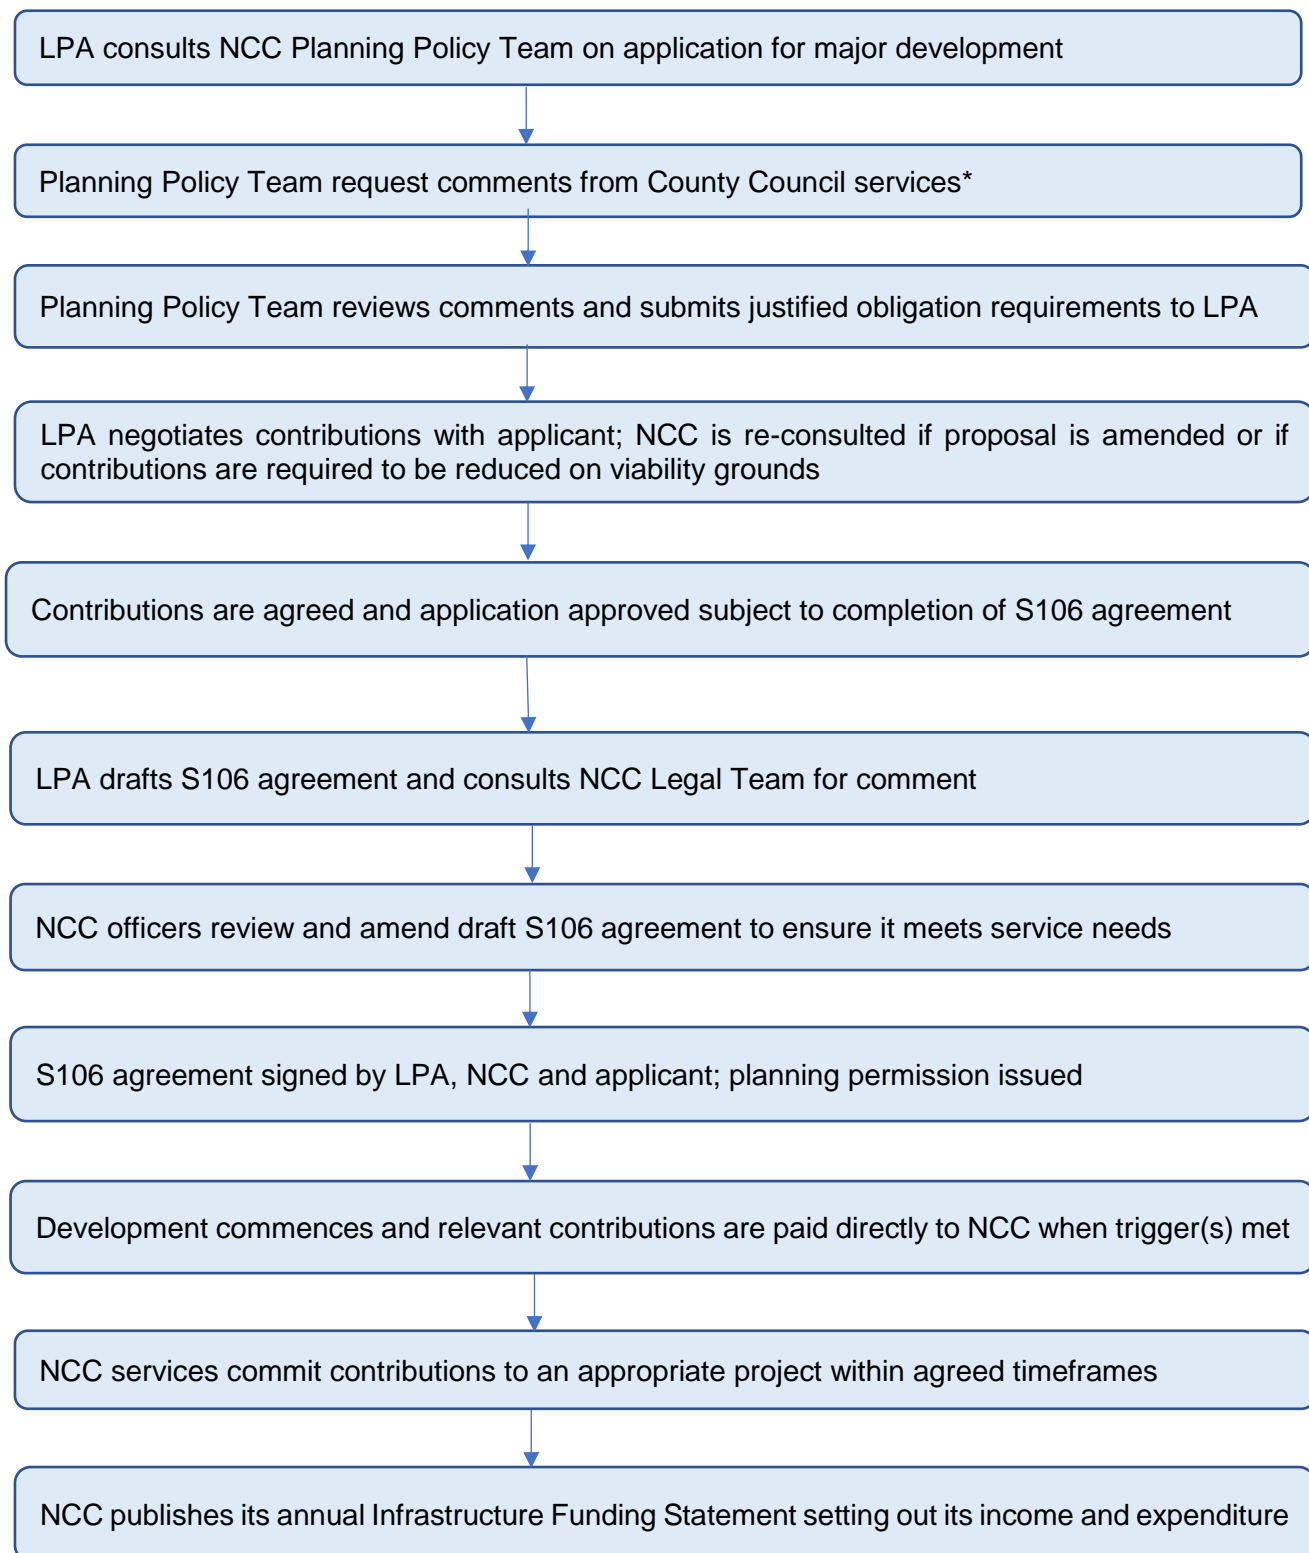 LPA consults NCC Planning Policy Team on application for major development
Planning Policy Team request comments from County Council services*
Planning Policy Team reviews comments and submits justified obligation requirements to LPA
LPA negotiates contributions with applicant; NCC is re-consulted if proposal is amended or if
contributions are required to be reduced on viability grounds
Contributions are agreed and application approved subject to completion of S106 agreement
LPA drafts S106 agreement and consults NCC Legal Team for comment
NCC officers review and amend draft S106 agreement to ensure it meets service needs
S106 agreement signed by LPA, NCC and applicant; planning permission issued
Development commences and relevant contributions are paid directly to NCC when trigger(s) met
NCC services commit contributions to an appropriate project within agreed timeframes
NCC publishes its annual Infrastructure Funding Statement setting out its income and expenditure